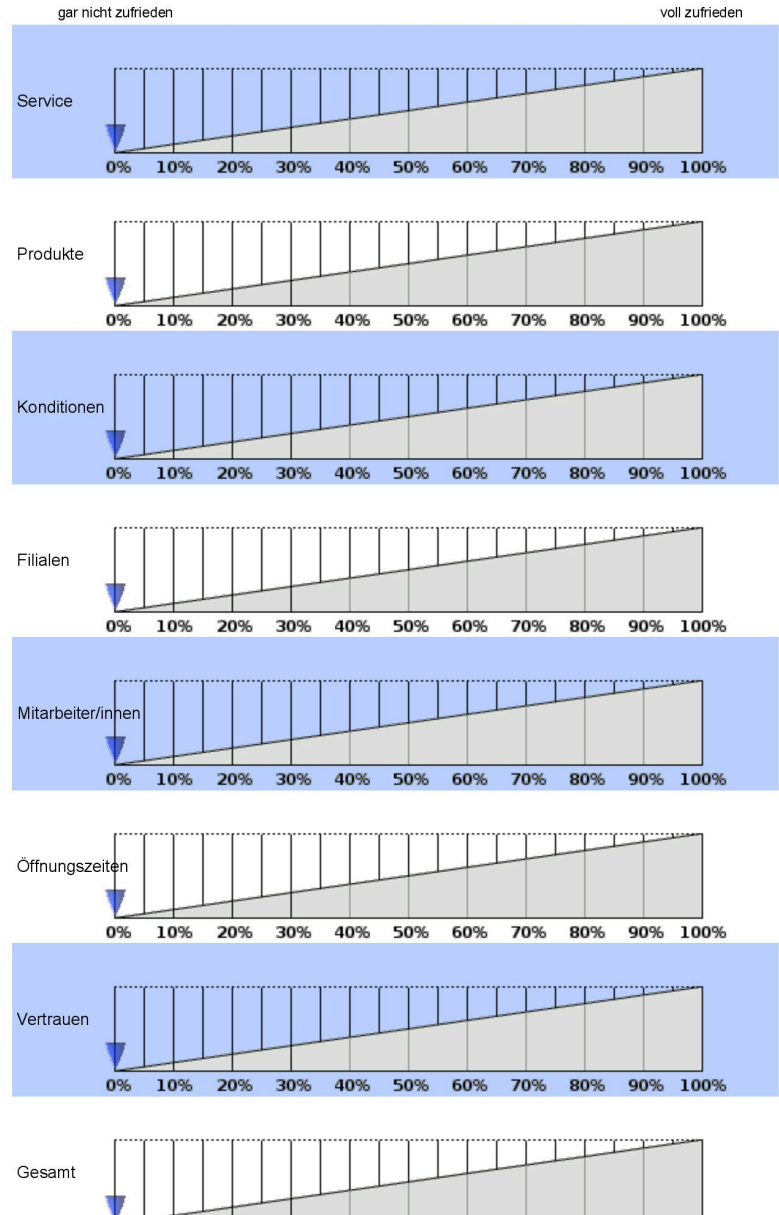 gar nicht zufrieden voll zufrieden
Service
0% 10% 20% 30% 40% 50% 60% 70% 80% 90% 100%
Produkte
0% 10% 20% 30% 40% 50% 60% 70% 80% 90% 100%
Konditionen
0% 10% 20% 30% 40% 50% 60% 70% 80% 90% 100%
Filialen
0% 10% 20% 30% 40% 50% 60% 70% 80% 90% 100%
Mitarbeiter/innen
0% 10% 20% 30% 40% 50% 60% 70% 80% 90% 100%
Öffnungszeiten
0% 10% 20% 30% 40% 50% 60% 70% 80% 90% 100%
Vertrauen
0% 10% 20% 30% 40% 50% 60% 70% 80% 90% 100%
Gesamt